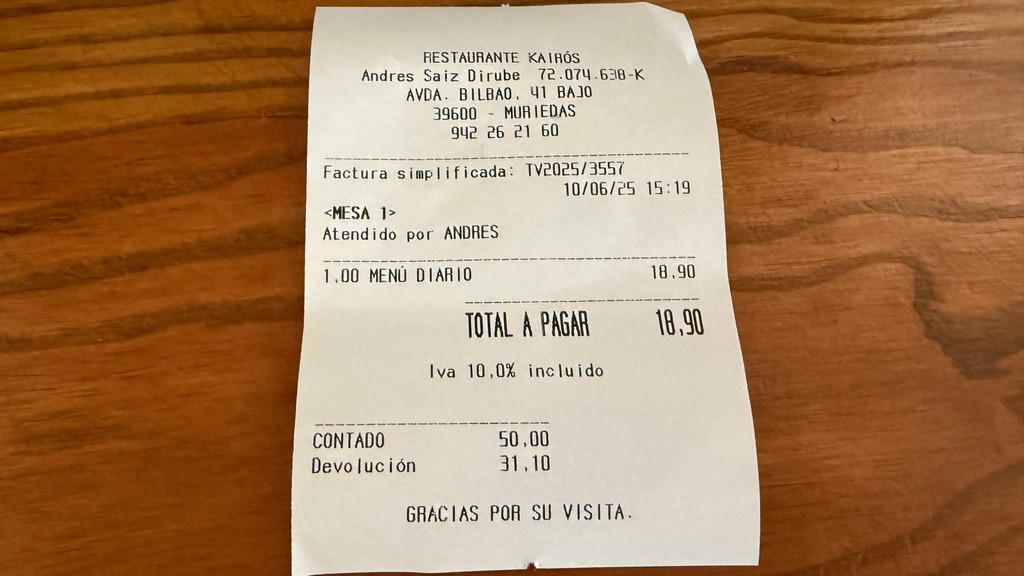 RESTAURANTE KAIRÓS
Andres Saiz Dirube 72.074.638-K
AVDA. BILBAO, 41 BAJO
39600 - MURIEDAS
942 26 21 60
Factura simplificada: TV2025/3557
10/06/25 15:19
<MESA 1>
Atendido por ANDRES
1,00 MENÚ DIARIO 18,90
TOTAL A PAGAR 18,90
Iva 10,0% incluido
CONTADO 50,00
Devolución 31,10
GRACIAS POR SU VISITA.